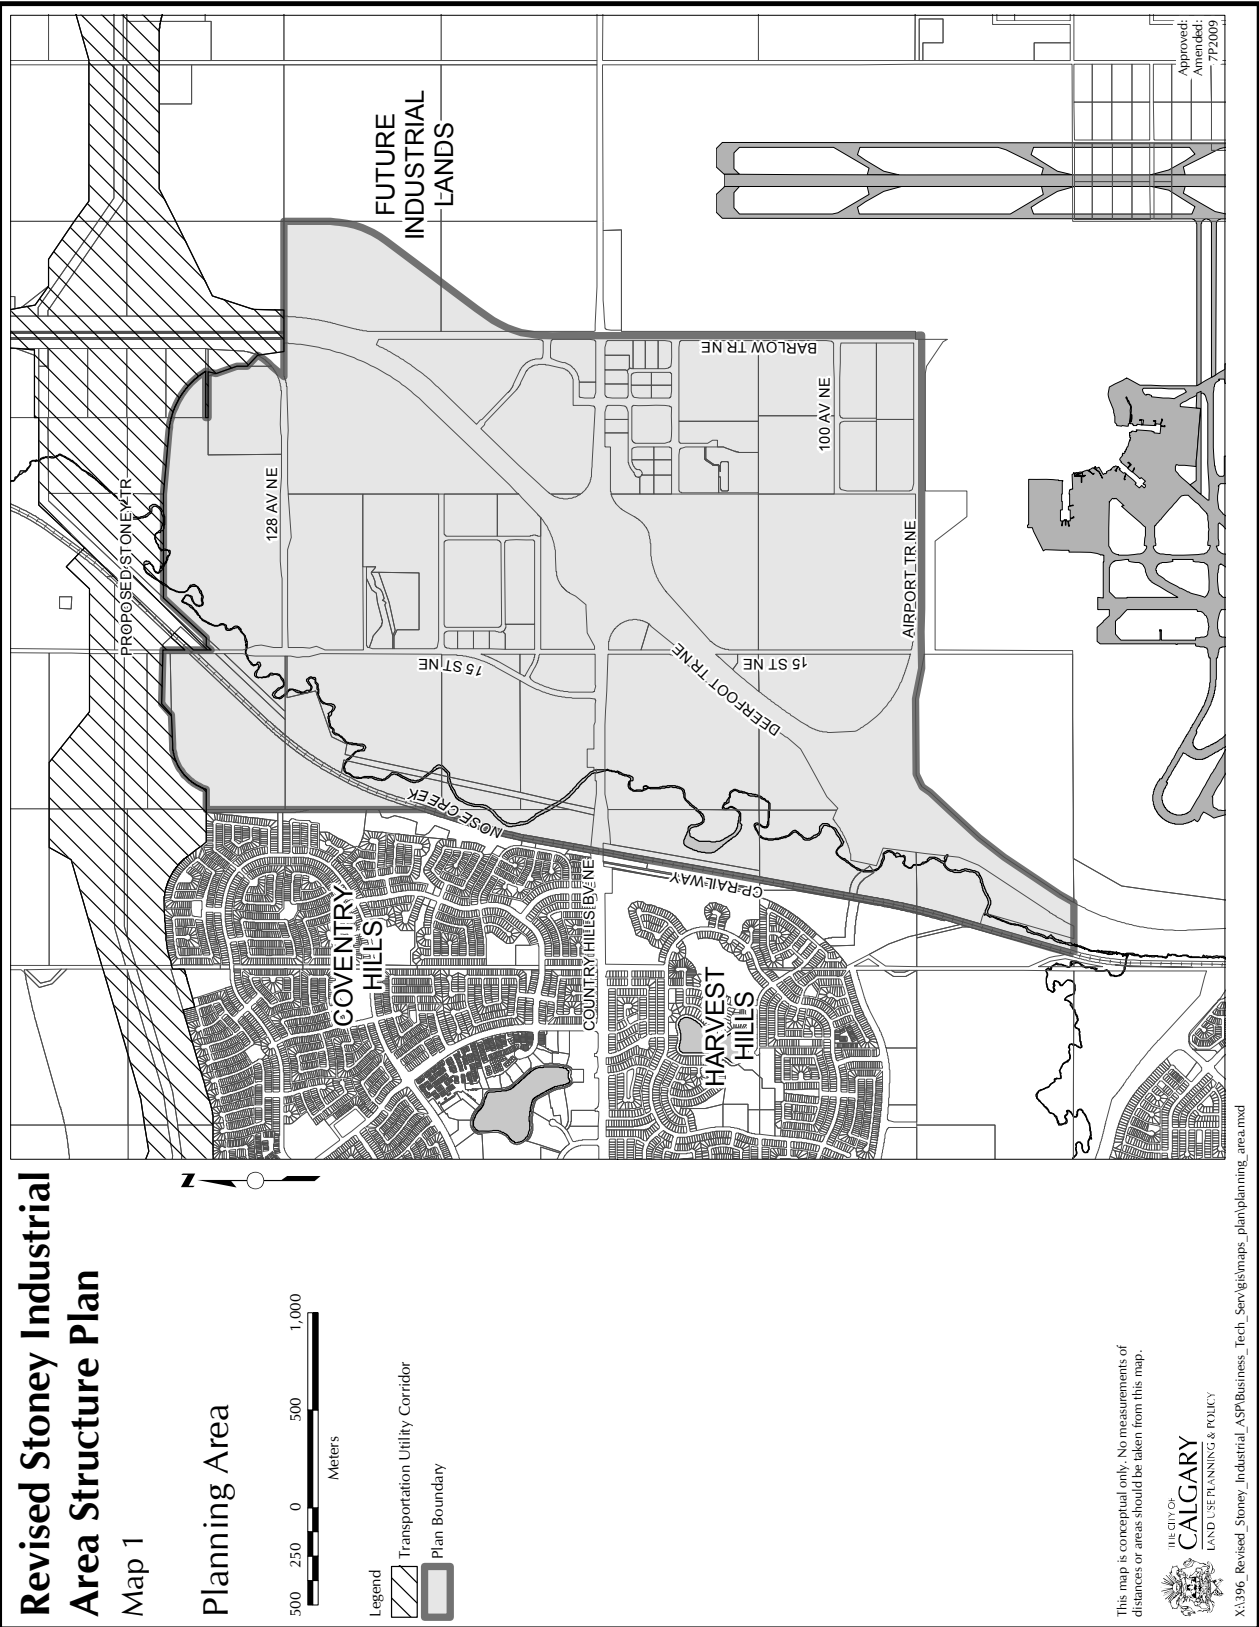 Revised Stoney Industrial
Area Structure Plan
Map 1
Planning Area
500 250 0 500 1,000
Meters
Legend
Transportation Utility Corridor
Plan Boundary
N
This map is conceptual only. No measurements of
distances or areas should be taken from this map.
THE CITY OF
CALGARY
LAND USE PLANNING & POLICY
X:\1396_Revised_Stoney_Industrial_ASP\Business_Tech_Serv\gis\maps_plan\planning_area.mxd
PROPOSED STONEY TR
128 AV NE
FUTURE
INDUSTRIAL
LANDS
COVENTRY
HILLS
NOSE CREEK
15 ST NE
COUNTRY HILLS BV NE
CP RAILWAY
DEERFOOT TR NE
15 ST NE
BARLOW TR NE
100 AV NE
AIRPORT TR NE
HARVEST
HILLS
Approved:
Amended:
7P2009